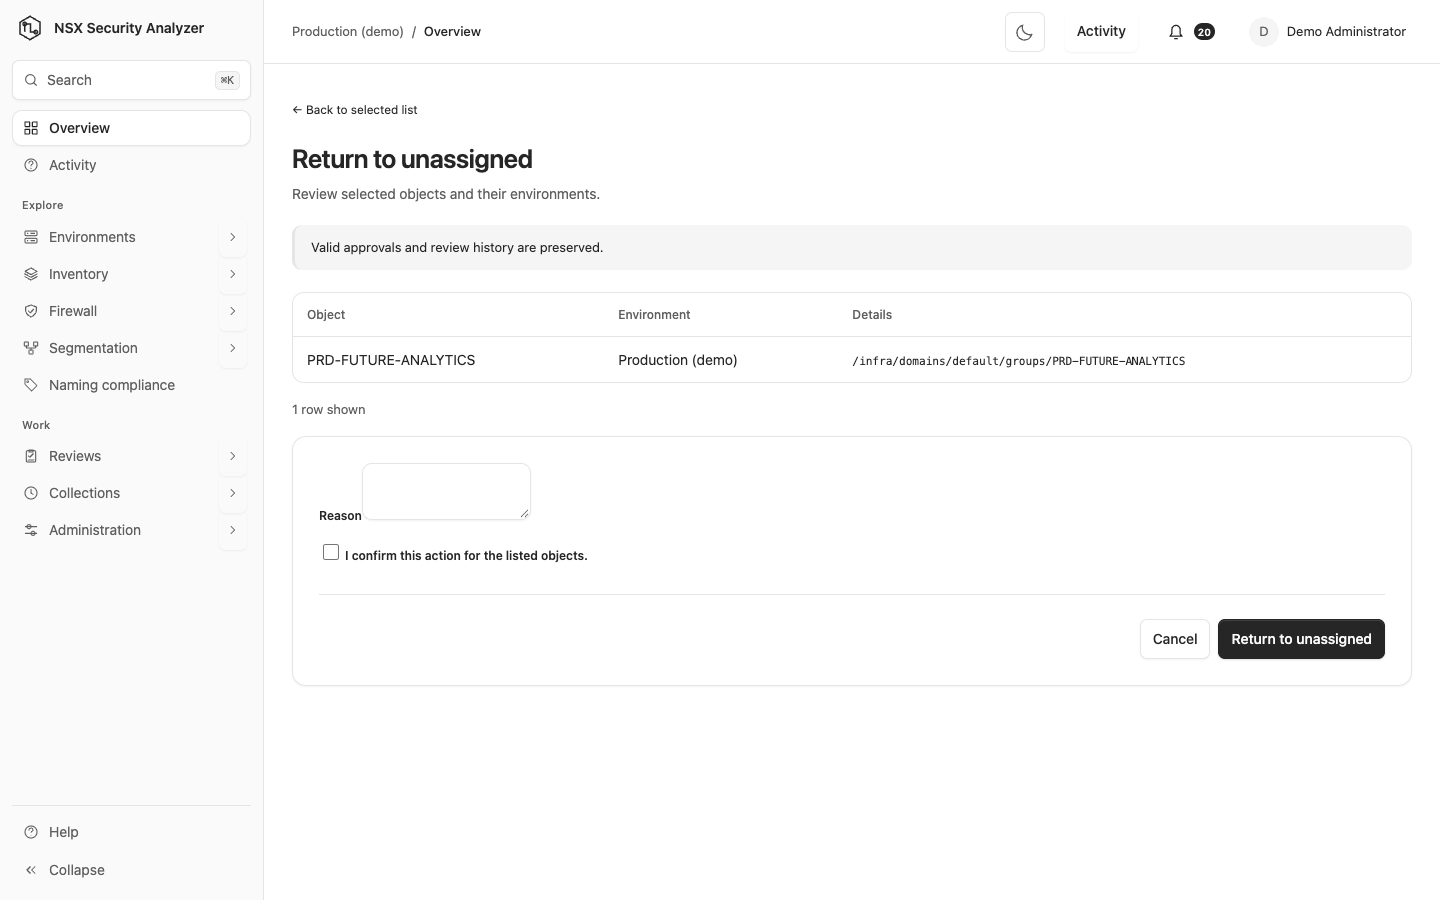 NSX Security Analyzer
Search ⌘K
Overview
Activity
Explore
Environments
Inventory
Firewall
Segmentation
Naming compliance
Work
Reviews
Collections
Administration
Help
Collapse
Production (demo) / Overview
Activity
20
D Demo Administrator
← Back to selected list
Return to unassigned
Review selected objects and their environments.
Valid approvals and review history are preserved.
Object Environment Details
PRD-FUTURE-ANALYTICS Production (demo) /infra/domains/default/groups/PRD-FUTURE-ANALYTICS
1 row shown
Reason
I confirm this action for the listed objects.
Cancel Return to unassigned